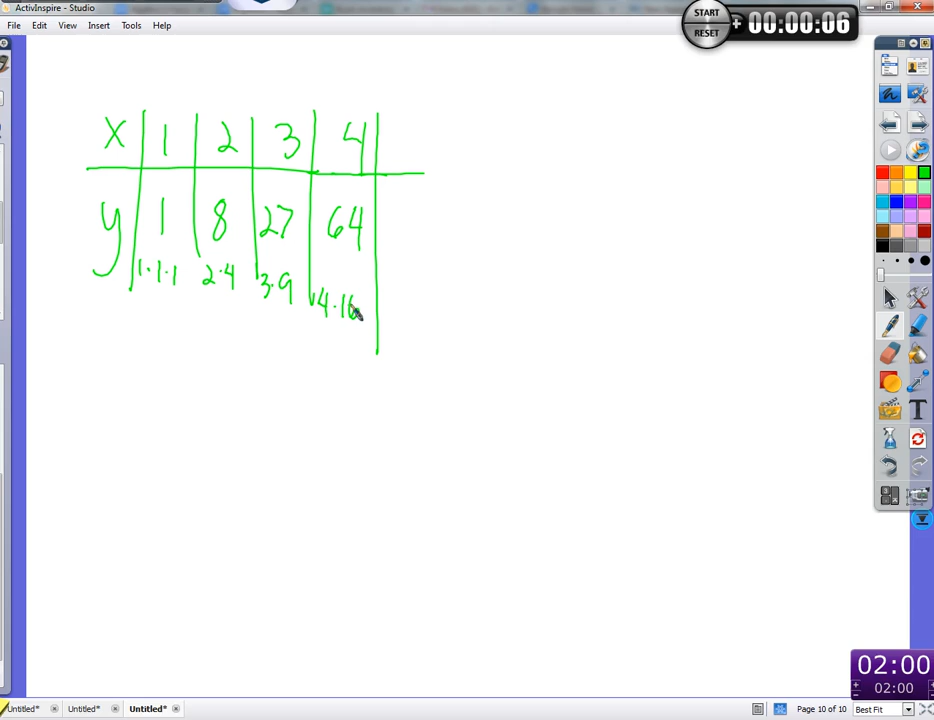 ActivInspire - Studio
START
RESET
+ 00:00:06
File Edit View Insert Tools Help
x 1 2 3 4
y 1 8 27 64
1·1·1 2·4 3·9 4·16
T
02:00
02:00
Untitled* Untitled* Untitled*
Page 10 of 10 Best Fit